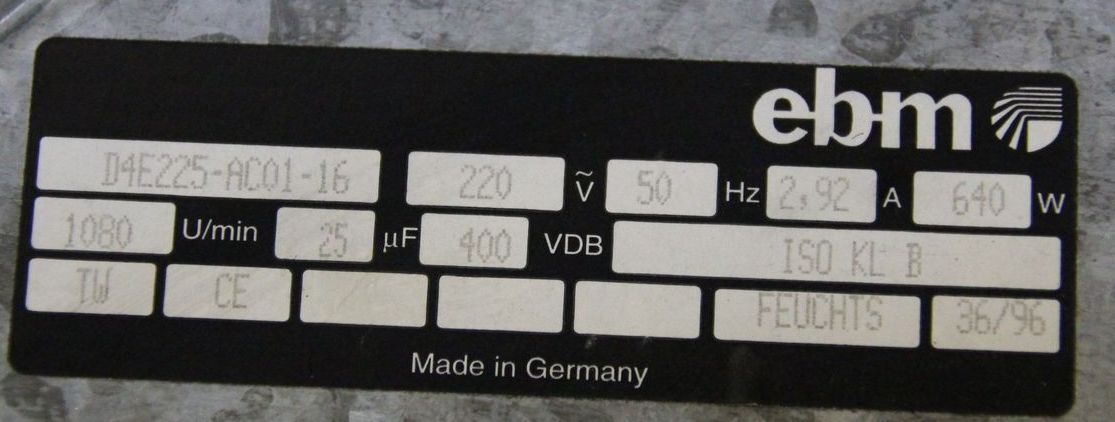 ebm
D4E225-AC01-16 220 ~V 50 Hz 2,92 A 640 W
1080 U/min 25 µF 400 VDB ISO KL B
TW CE FEUCHTS 36/96
Made in Germany